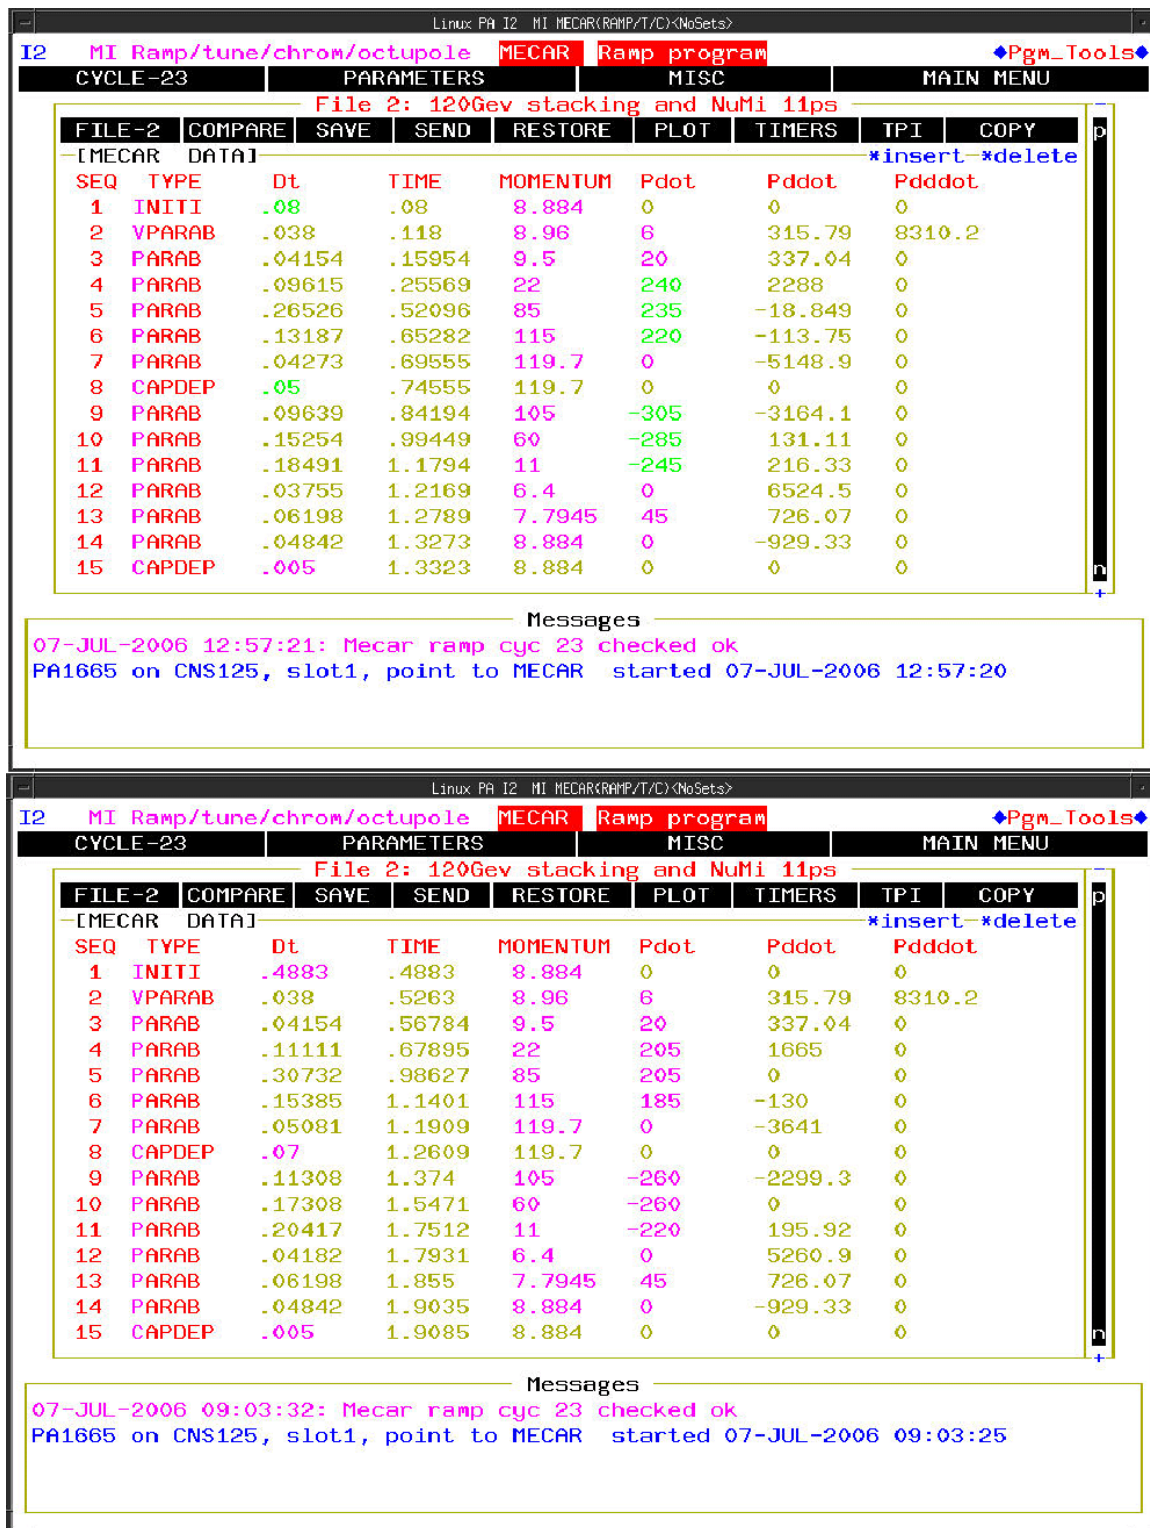 Linux PA I2 MI MECAR(RAMP/T/C)<NoSets>
I2 MI Ramp/tune/chrom/octupole MECAR Ramp program ◆Pgm_Tools◆
CYCLE-23 PARAMETERS MISC MAIN MENU
File 2: 120Gev stacking and NuMi 11ps
FILE-2 COMPARE SAVE SEND RESTORE PLOT TIMERS TPI COPY p
[MECAR DATA] *insert *delete
SEQ TYPE Dt TIME MOMENTUM Pdot Pddot Pdddot
1 INITI .08 .08 8.884 0 0 0
2 VPARAB .038 .118 8.96 6 315.79 8310.2
3 PARAB .04154 .15954 9.5 20 337.04 0
4 PARAB .09615 .25569 22 240 2288 0
5 PARAB .26526 .52096 85 235 -18.849 0
6 PARAB .13187 .65282 115 220 -113.75 0
7 PARAB .04273 .69555 119.7 0 -5148.9 0
8 CAPDEP .05 .74555 119.7 0 0 0
9 PARAB .09639 .84194 105 -305 -3164.1 0
10 PARAB .15254 .99449 60 -285 131.11 0
11 PARAB .18491 1.1794 11 -245 216.33 0
12 PARAB .03755 1.2169 6.4 0 6524.5 0
13 PARAB .06198 1.2789 7.7945 45 726.07 0
14 PARAB .04842 1.3273 8.884 0 -929.33 0
15 CAPDEP .005 1.3323 8.884 0 0 0 n
+
Messages
07-JUL-2006 12:57:21: Mecar ramp cyc 23 checked ok
PA1665 on CNS125, slot1, point to MECAR started 07-JUL-2006 12:57:20
Linux PA I2 MI MECAR(RAMP/T/C)<NoSets>
I2 MI Ramp/tune/chrom/octupole MECAR Ramp program ◆Pgm_Tools◆
CYCLE-23 PARAMETERS MISC MAIN MENU
File 2: 120Gev stacking and NuMi 11ps
FILE-2 COMPARE SAVE SEND RESTORE PLOT TIMERS TPI COPY p
[MECAR DATA] *insert *delete
SEQ TYPE Dt TIME MOMENTUM Pdot Pddot Pdddot
1 INITI .4883 .4883 8.884 0 0 0
2 VPARAB .038 .5263 8.96 6 315.79 8310.2
3 PARAB .04154 .56784 9.5 20 337.04 0
4 PARAB .11111 .67895 22 205 1665 0
5 PARAB .30732 .98627 85 205 0 0
6 PARAB .15385 1.1401 115 185 -130 0
7 PARAB .05081 1.1909 119.7 0 -3641 0
8 CAPDEP .07 1.2609 119.7 0 0 0
9 PARAB .11308 1.374 105 -260 -2299.3 0
10 PARAB .17308 1.5471 60 -260 0 0
11 PARAB .20417 1.7512 11 -220 195.92 0
12 PARAB .04182 1.7931 6.4 0 5260.9 0
13 PARAB .06198 1.855 7.7945 45 726.07 0
14 PARAB .04842 1.9035 8.884 0 -929.33 0
15 CAPDEP .005 1.9085 8.884 0 0 0 n
+
Messages
07-JUL-2006 09:03:32: Mecar ramp cyc 23 checked ok
PA1665 on CNS125, slot1, point to MECAR started 07-JUL-2006 09:03:25